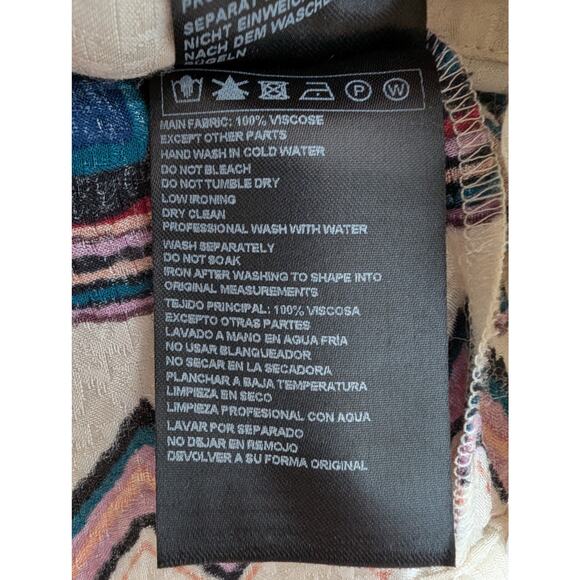 SEPARAT
NICHT EINWEICH
NACH DEM WASCHE
BÜGELN
P
W
MAIN FABRIC: 100% VISCOSE
EXCEPT OTHER PARTS
HAND WASH IN COLD WATER
DO NOT BLEACH
DO NOT TUMBLE DRY
LOW IRONING
DRY CLEAN
PROFESSIONAL WASH WITH WATER
WASH SEPARATELY
DO NOT SOAK
IRON AFTER WASHING TO SHAPE INTO
ORIGINAL MEASUREMENTS
TEJIDO PRINCIPAL: 100% VISCOSA
EXCEPTO OTRAS PARTES
LAVADO A MANO EN AGUA FRÍA
NO USAR BLANQUEADOR
NO SECAR EN LA SECADORA
PLANCHAR A BAJA TEMPERATURA
LIMPIEZA EN SECO
LIMPIEZA PROFESIONAL CON AGUA
LAVAR POR SEPARADO
NO DEJAR EN REMOJO
DEVOLVER A SU FORMA ORIGINAL